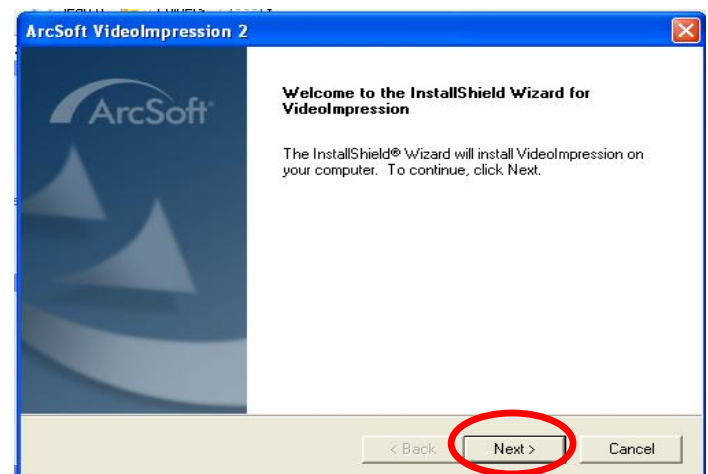 ArcSoft VideoImpression 2
ArcSoft
Welcome to the InstallShield Wizard for
VideoImpression
The InstallShield® Wizard will install VideoImpression on
your computer. To continue, click Next.
< Back
Next >
Cancel